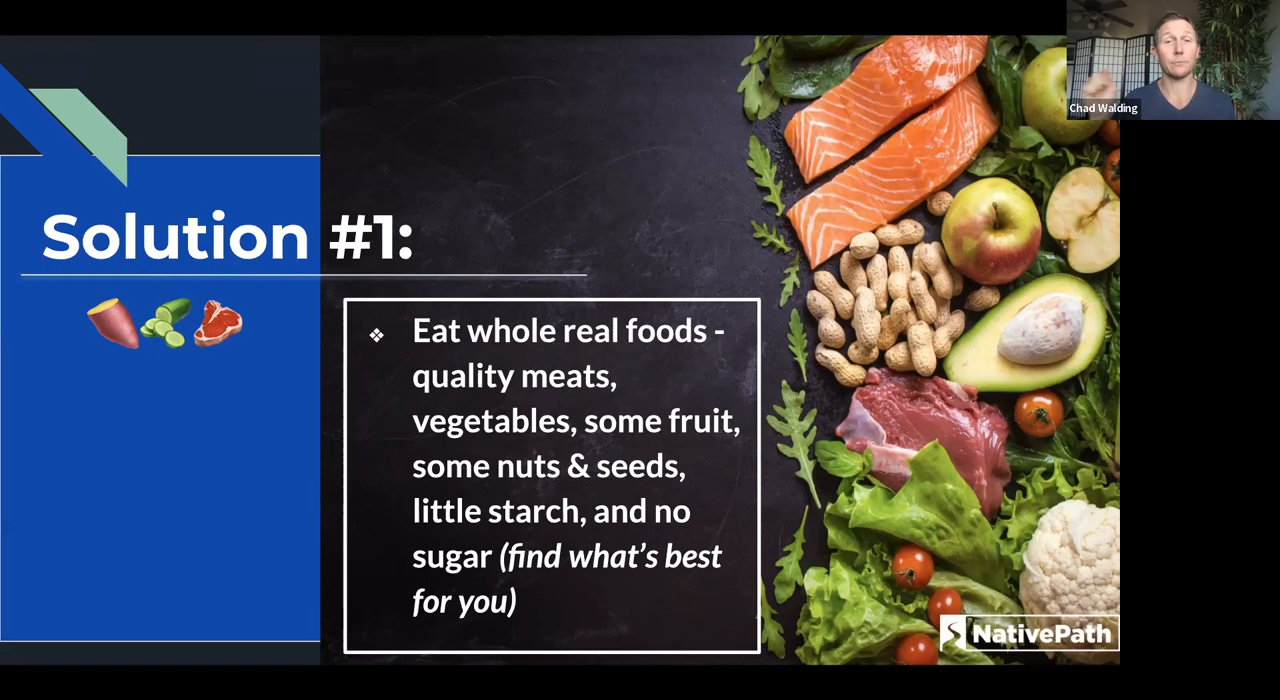 Chad Walding
Solution #1:
❖ Eat whole real foods -
quality meats,
vegetables, some fruit,
some nuts & seeds,
little starch, and no
sugar (find what's best
for you)
NativePath